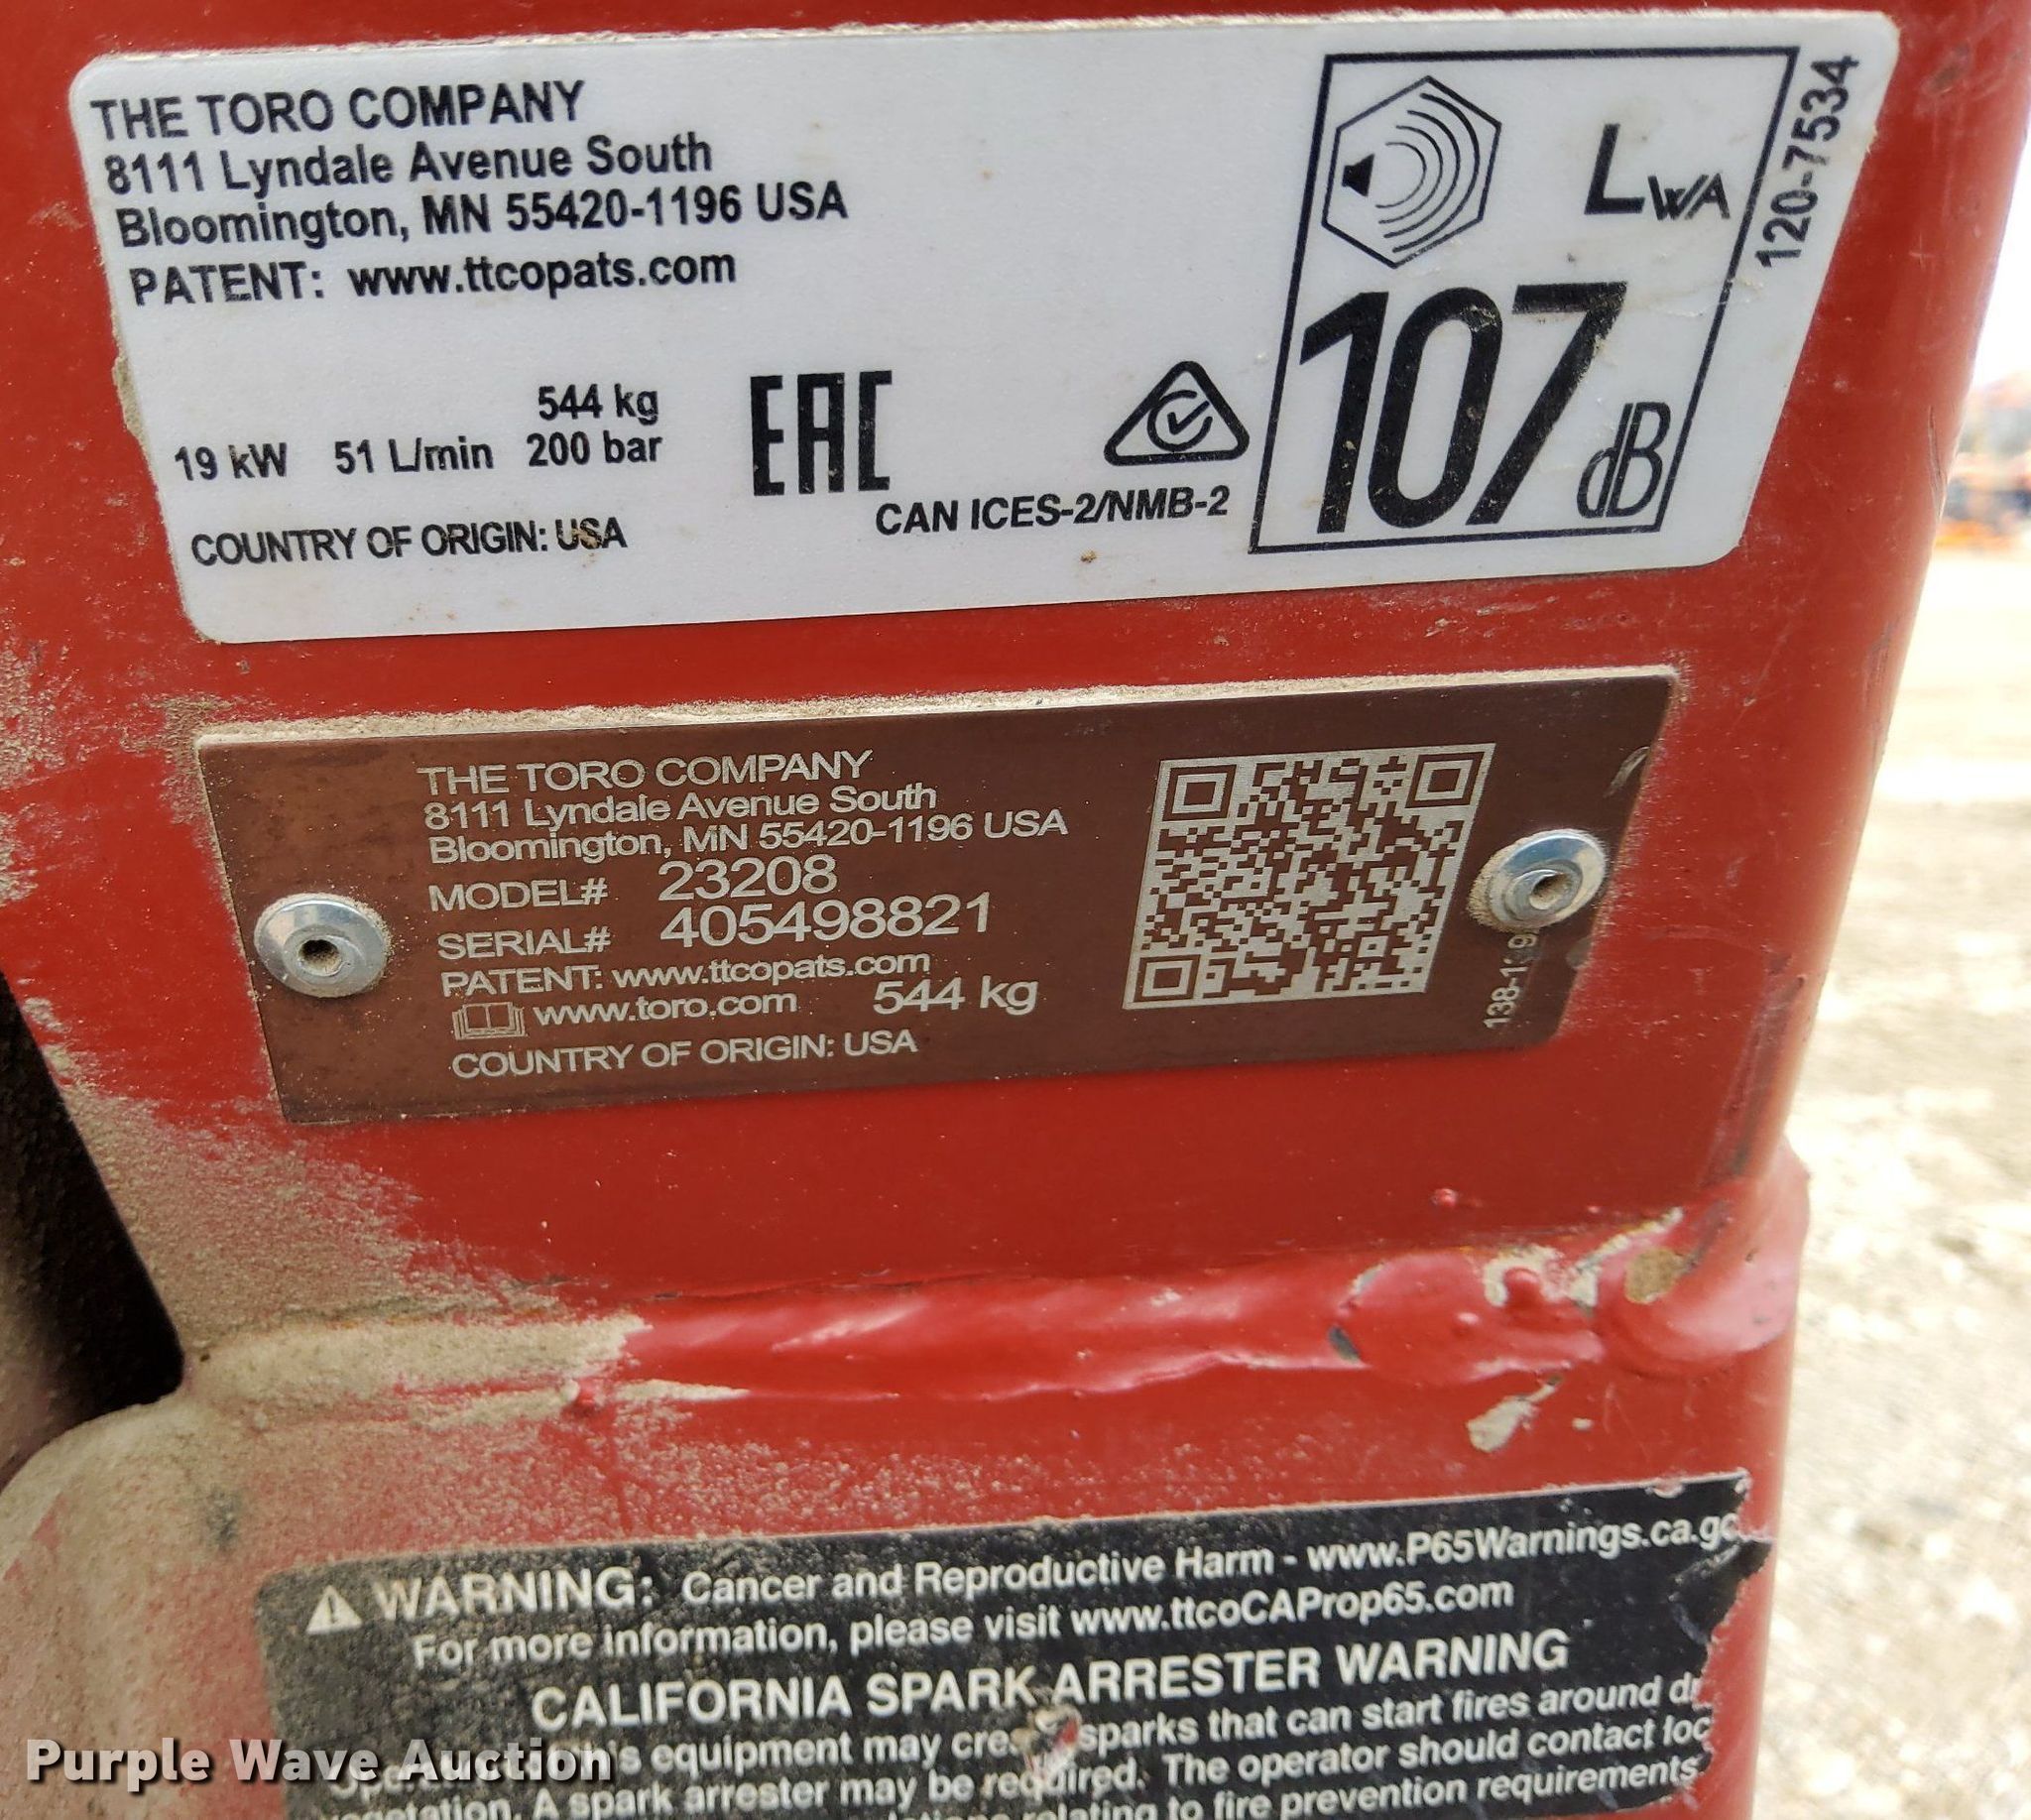 THE TORO COMPANY
8111 Lyndale Avenue South
Bloomington, MN 55420-1196 USA
PATENT: www.ttcopats.com
544 kg
19 kW 51 L/min 200 bar
COUNTRY OF ORIGIN: USA
EAC
CAN ICES-2/NMB-2
LWA
107 dB
120-7534
THE TORO COMPANY
8111 Lyndale Avenue South
Bloomington, MN 55420-1196 USA
MODEL# 23208
SERIAL# 405498821
PATENT: www.ttcopats.com
www.toro.com 544 kg
COUNTRY OF ORIGIN: USA
WARNING: Cancer and Reproductive Harm - www.P65Warnings.ca.go
For more information, please visit www.ttcoCAProp65.com
CALIFORNIA SPARK ARRESTER WARNING
equipment may sparks that can start fires around
A spark arrester may be required. The operator should contact
relating to fire prevention requirements
Purple Wave Auction